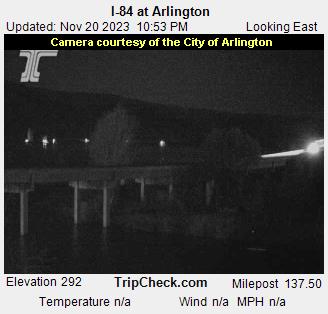 I-84 at Arlington
Updated: Nov 20 2023 10:53 PM Looking East
Camera courtesy of the City of Arlington
Elevation 292 TripCheck.com Milepost 137.50
Temperature n/a Wind n/a MPH n/a